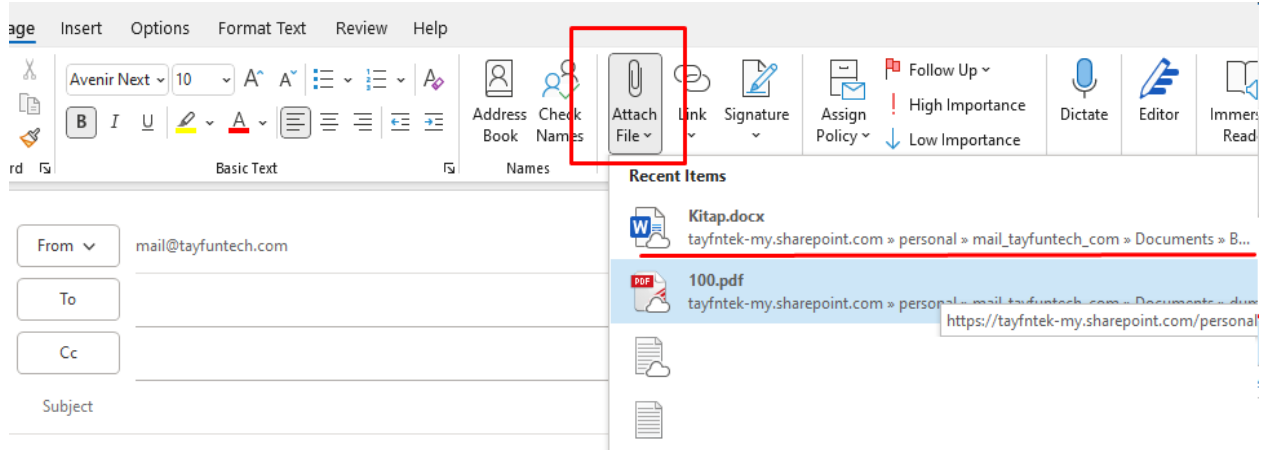 age Insert Options Format Text Review Help
Avenir Next 10 A A A
B I U A
Address Book
Check Names
Attach File
Link
Signature
Assign Policy
Follow Up
High Importance
Low Importance
Dictate
Editor
Immers
Read
rd Basic Text Names
Recent Items
W
Kitap.docx
tayfntek-my.sharepoint.com » personal » mail_tayfuntech_com » Documents » B...
PDF
100.pdf
tayfntek-my.sharepoint.com » personal » mail_tayfuntech_com » Documents » dum
https://tayfntek-my.sharepoint.com/personal
From mail@tayfuntech.com
To
Cc
Subject